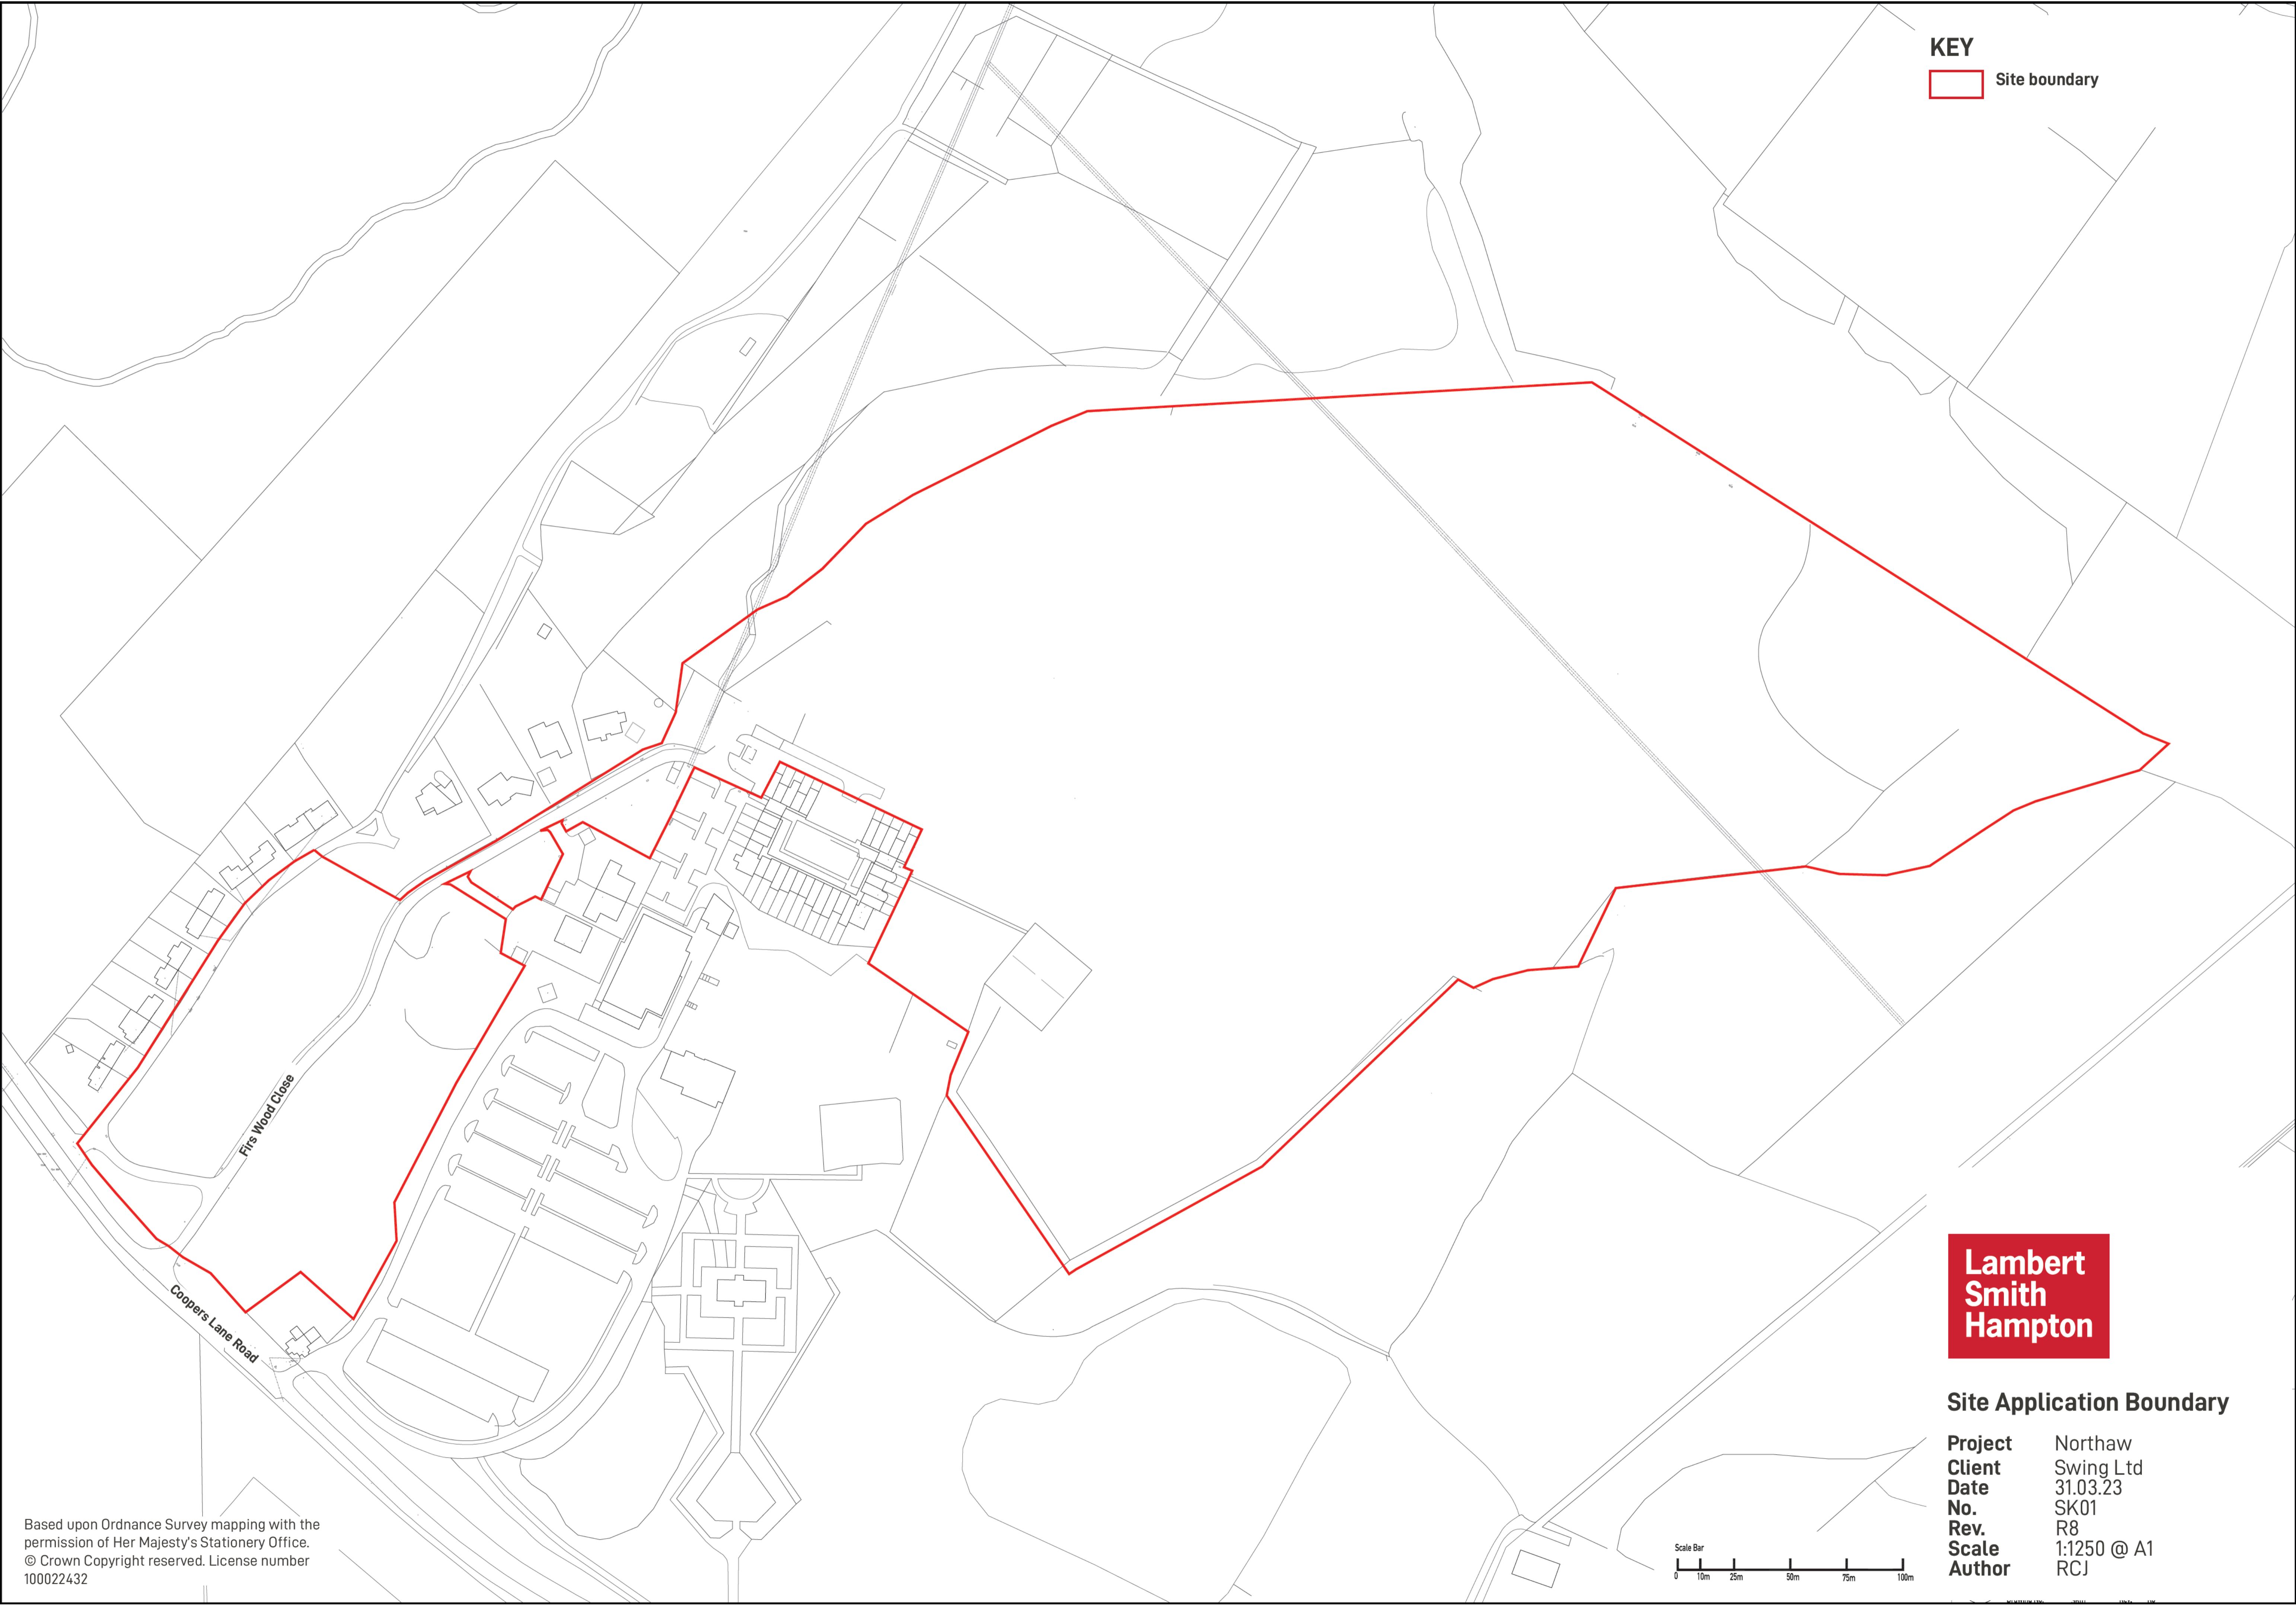 KEY
Site boundary
Firs Wood Close
Coopers Lane Road
Lambert
Smith
Hampton
Site Application Boundary
Project Northaw
Client Swing Ltd
Date 31.03.23
No. SK01
Rev. R8
Scale 1:1250 @ A1
Author RCJ
Scale Bar
0 10m 25m 50m 75m 100m
Based upon Ordnance Survey mapping with the
permission of Her Majesty's Stationery Office.
© Crown Copyright reserved. License number
100022432